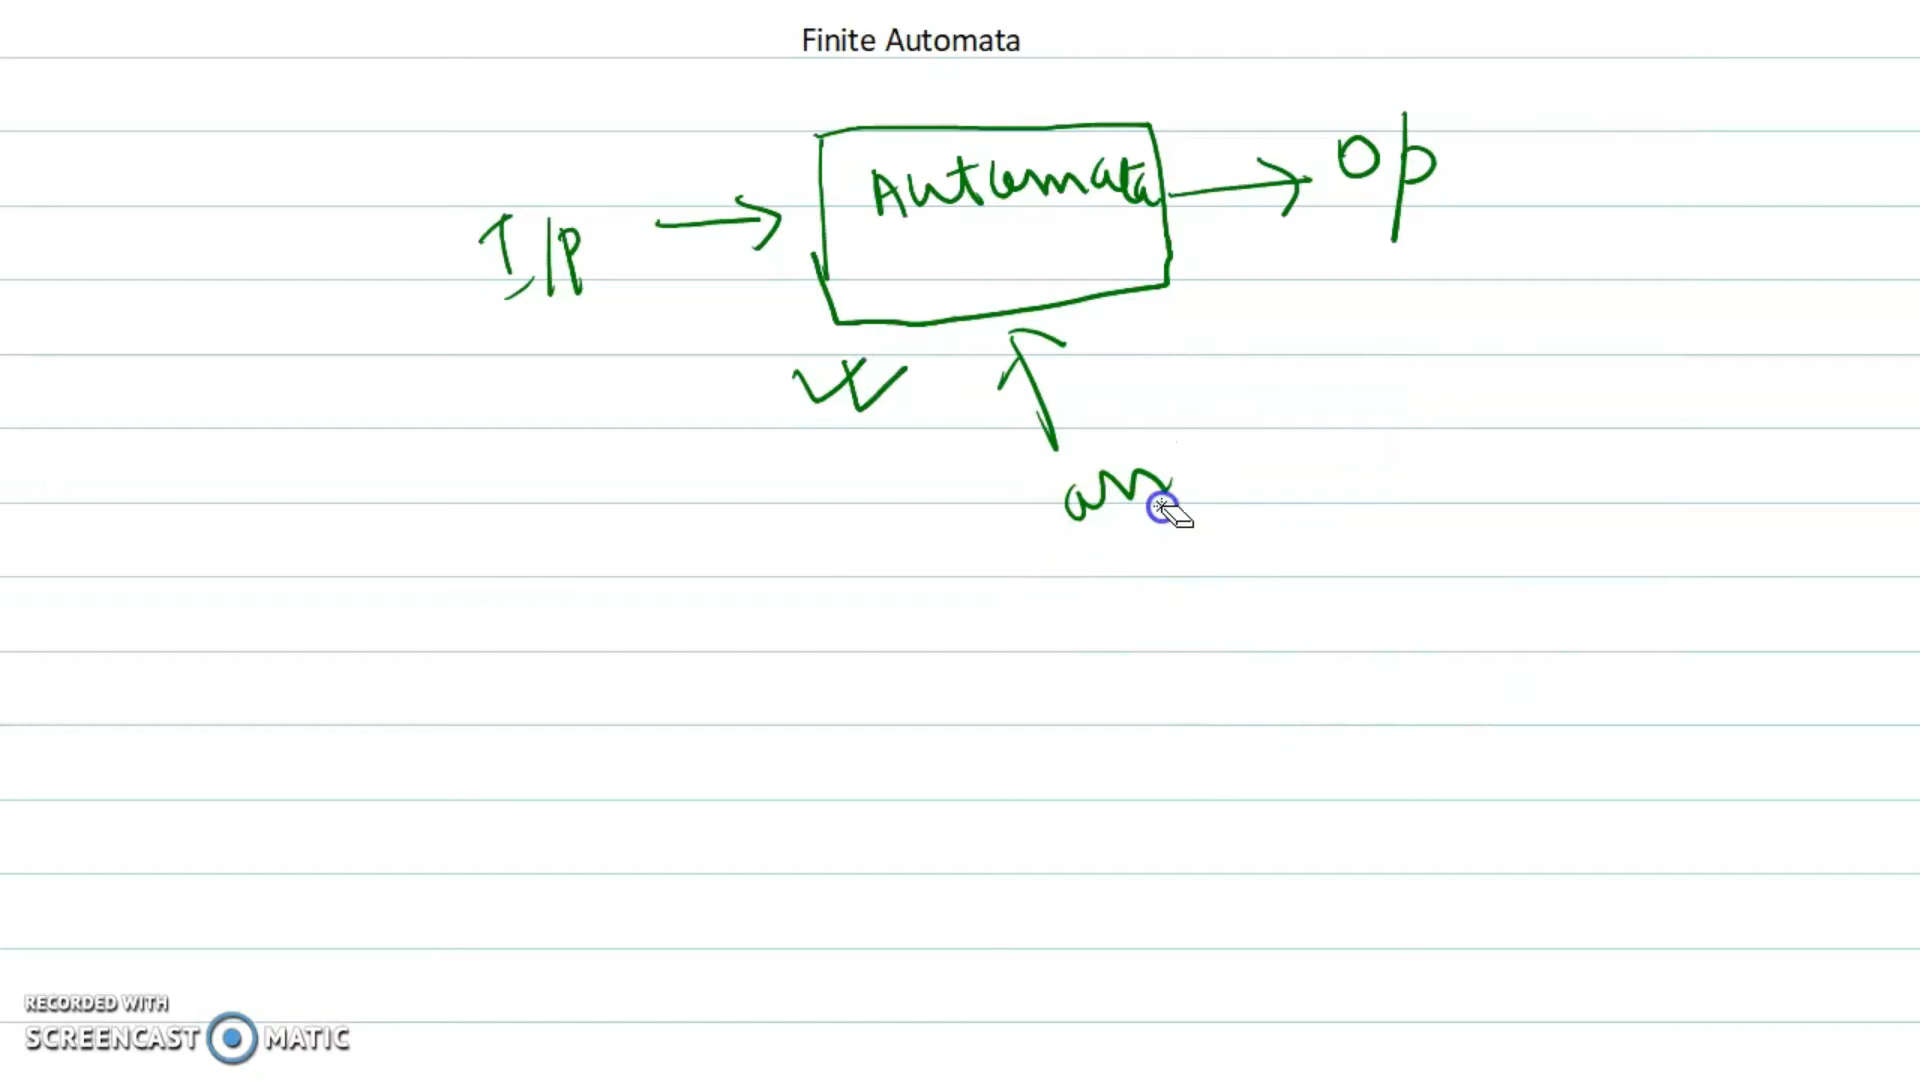 Finite Automata
Automata
O/p
I/P
W
RECORDED WITH
SCREENCAST MATIC